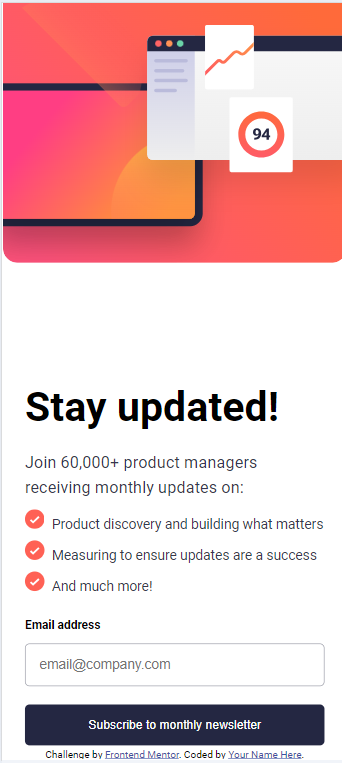 94
Stay updated!
Join 60,000+ product managers
receiving monthly updates on:
Product discovery and building what matters
Measuring to ensure updates are a success
And much more!
Email address
email@company.com
Subscribe to monthly newsletter
Challenge by Frontend Mentor. Coded by Your Name Here.